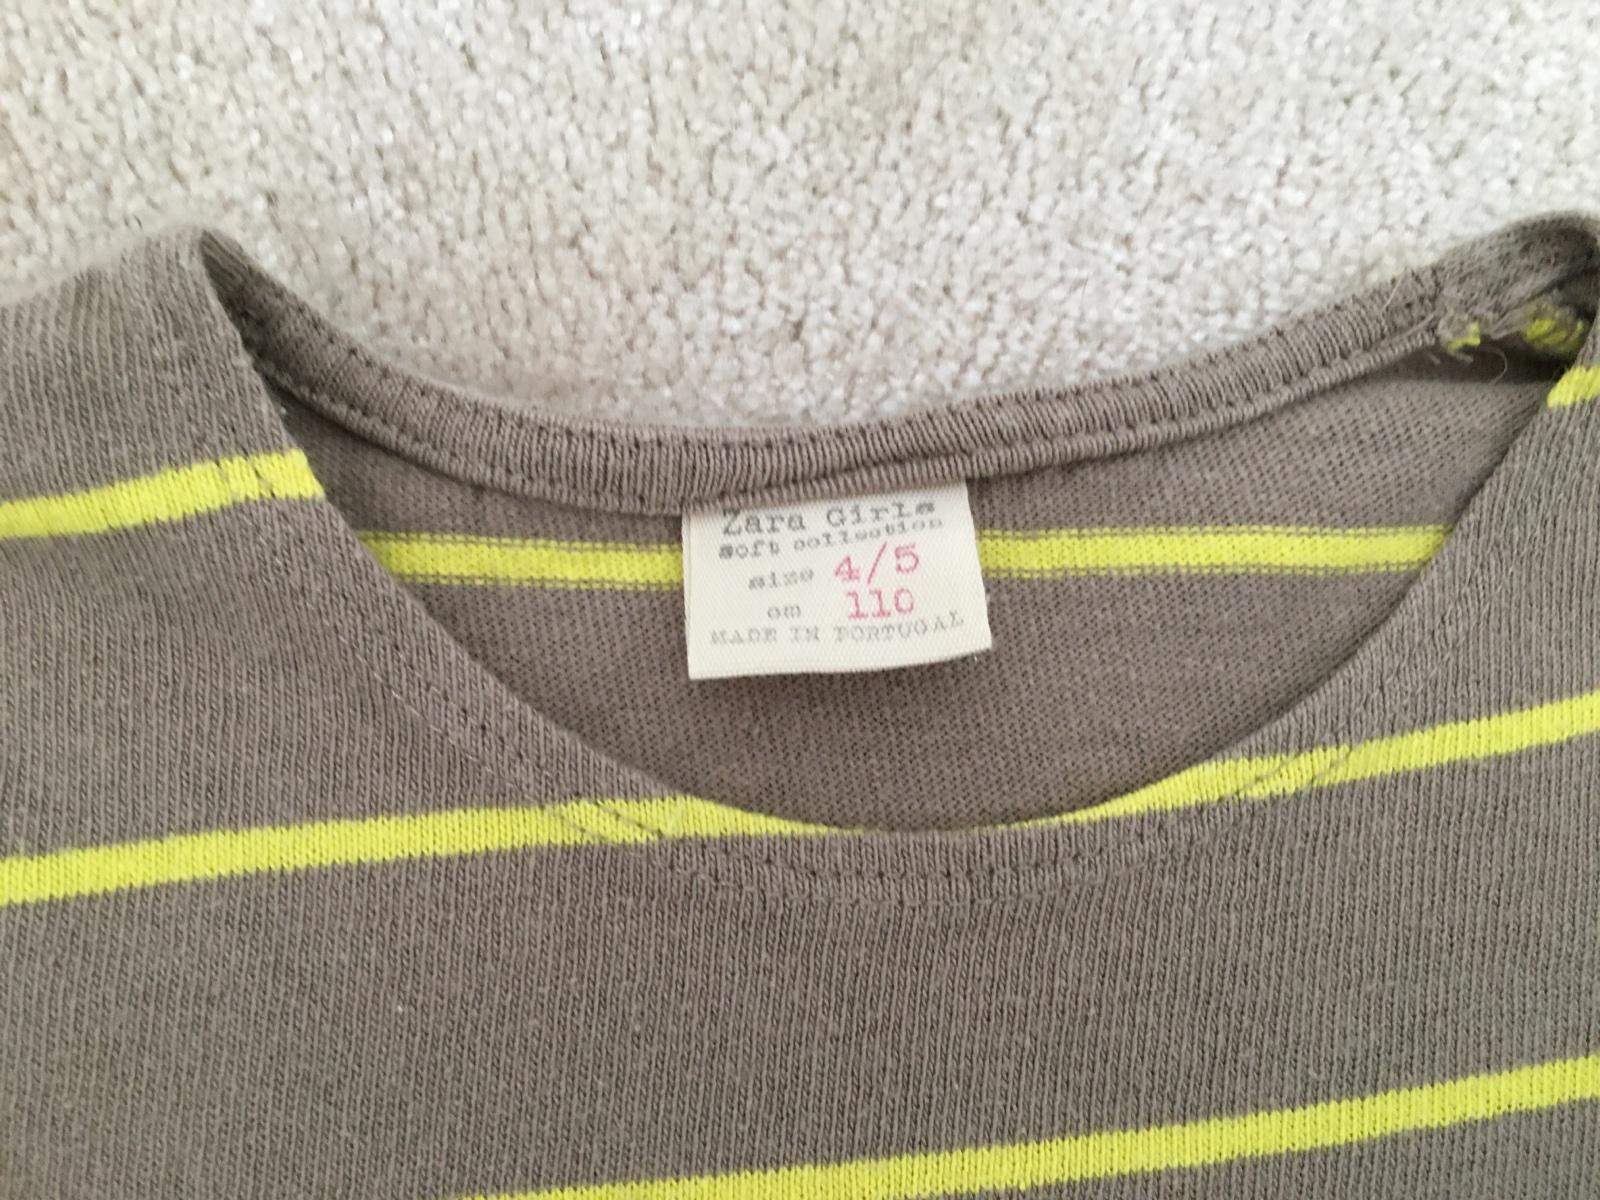 Zara Girls
soft collection
size 4/5
cm 110
MADE IN PORTUGAL